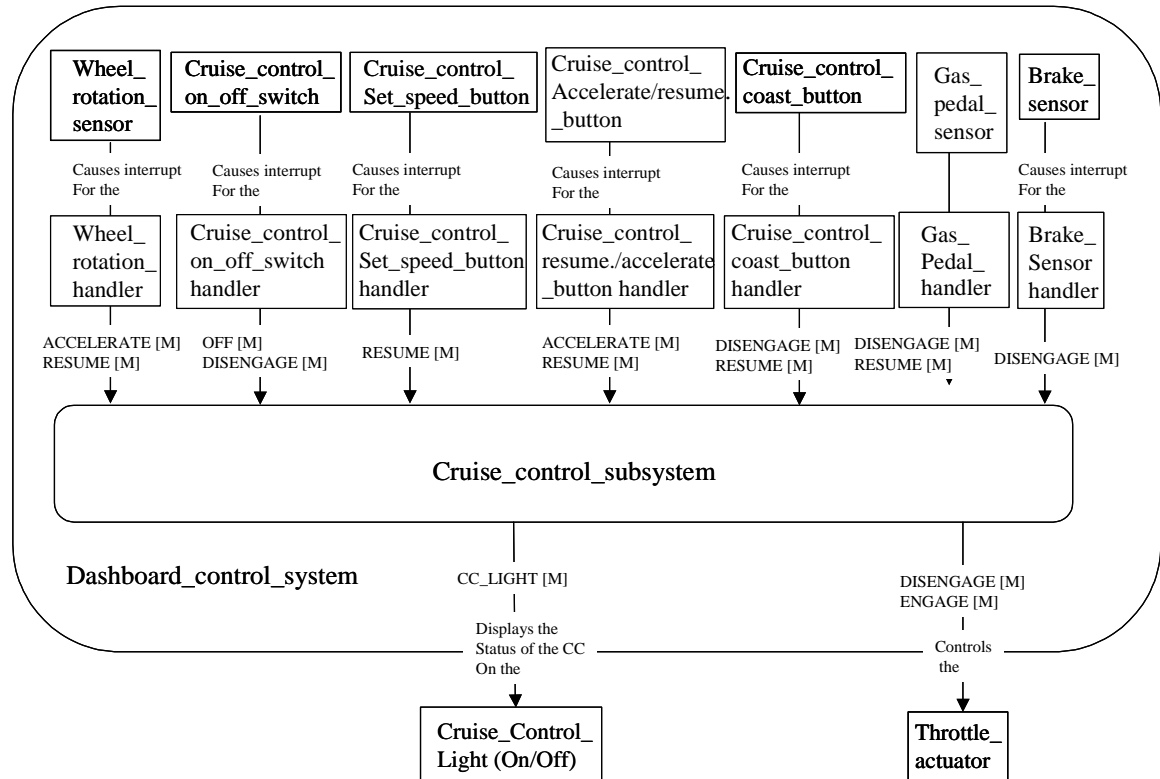 Wheel_
rotation_
sensor
Cruise_control_
on_off_switch
Cruise_control_
Set_speed_button
Cruise_control_
Accelerate/resume.
_button
Cruise_control_
coast_button
Gas_
pedal_
sensor
Brake_
sensor
Causes interrupt
For the
Causes interrupt
For the
Causes interrupt
For the
Causes interrupt
For the
Causes interrupt
For the
Causes interrupt
For the
Wheel_
rotation_
handler
Cruise_control_
on_off_switch
handler
Cruise_control_
Set_speed_button
handler
Cruise_control_
resume./accelerate
_button handler
Cruise_control_
coast_button
handler
Gas_
Pedal_
handler
Brake_
Sensor
handler
ACCELERATE [M]
RESUME [M]
OFF [M]
DISENGAGE [M]
RESUME [M]
ACCELERATE [M]
RESUME [M]
DISENGAGE [M]
RESUME [M]
DISENGAGE [M]
RESUME [M]
DISENGAGE [M]
Cruise_control_subsystem
Dashboard_control_system
CC_LIGHT [M]
DISENGAGE [M]
ENGAGE [M]
Displays the
Status of the CC
On the
Controls
the
Cruise_Control_
Light (On/Off)
Throttle_
actuator